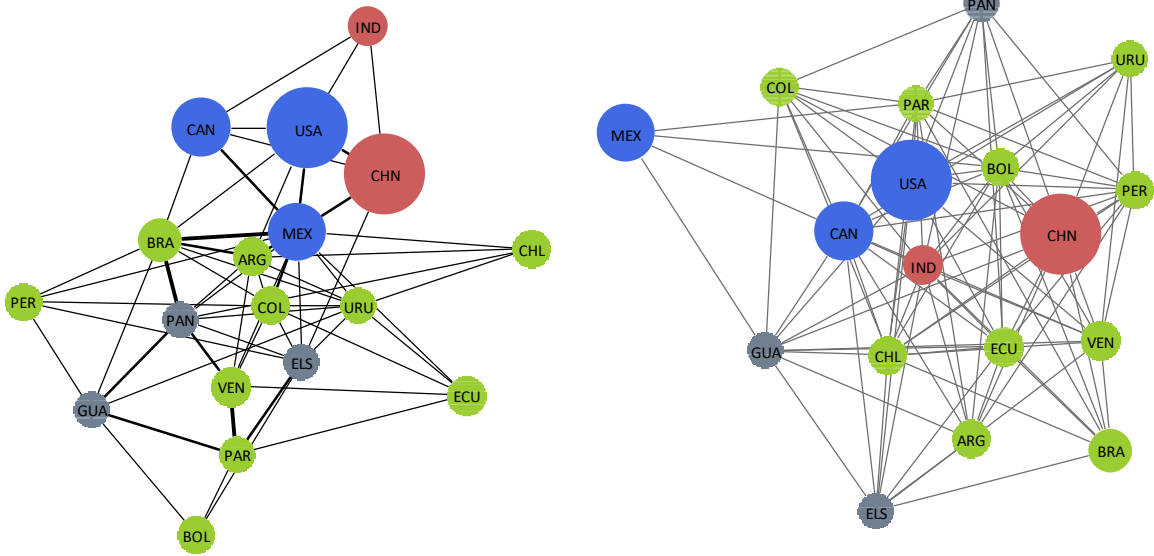 IND
CAN
USA
CHN
MEX
BRA
ARG
CHL
PER
PAN
COL
URU
ELS
VEN
ECU
GUA
PAR
BOL
PAN
URU
COL
PAR
MEX
BOL
USA
PER
CAN
CHN
IND
GUA
CHL
ECU
VEN
ARG
BRA
ELS